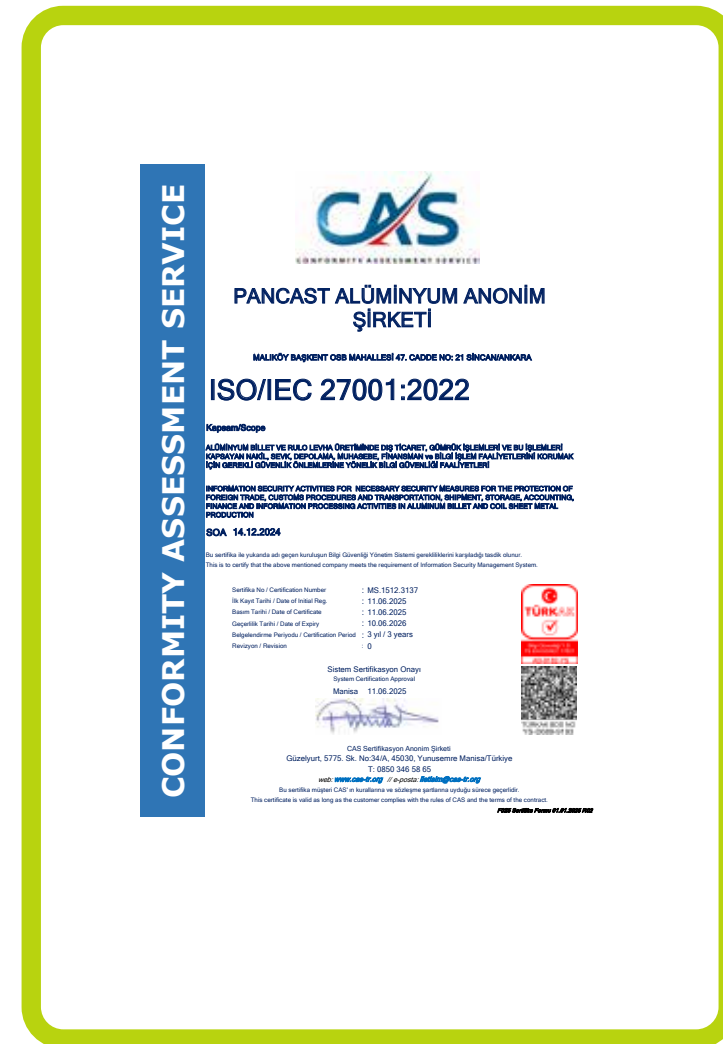 CONFORMITY ASSESSMENT SERVICE
CAS
CONFORMITY ASSESSMENT SERVICE
PANCAST ALÜMİNYUM ANONİM
ŞİRKETİ
MALIKÖY BAŞKENT OSB MAHALLESİ 47. CADDE NO: 21 SİNCAN/ANKARA
ISO/IEC 27001:2022
Kapsam/Scope
ALÜMİNYUM BILLET VE RULO LEVHA ÜRETİMİNDE DIŞ TİCARET, GÜMRÜK İŞLEMLERİ VE BU İŞLEMLERİ
KAPSAYAN NAKİL, SEVK, DEPOLAMA, MUHASEBE, FİNANSMAN ve BİLGİ İŞLEM FAALİYETLERİNİ KORUMAK
İÇİN GEREKLİ GÜVENLİK ÖNLEMLERİNE YÖNELİK BİLGİ GÜVENLİĞİ FAALİYETLERİ
INFORMATION SECURITY ACTIVITIES FOR NECESSARY SECURITY MEASURES FOR THE PROTECTION OF
FOREIGN TRADE, CUSTOMS PROCEDURES AND TRANSPORTATION, SHIPMENT, STORAGE, ACCOUNTING,
FINANCE AND INFORMATION PROCESSING ACTIVITIES IN ALUMINUM BILLET AND COIL SHEET METAL
PRODUCTION
SOA 14.12.2024
Bu sertifika ile yukarıda adı geçen kuruluşun Bilgi Güvenliği Yönetim Sistemi gerekliliklerini karşıladığı tasdik olunur.
This is to certify that the above mentioned company meets the requirement of Information Security Management System.
Sertifika No / Certification Number : MS.1512.3137
İlk Kayıt Tarihi / Date of Initial Reg. : 11.06.2025
Basım Tarihi / Date of Certificate : 11.06.2025
Geçerlilik Tarihi / Date of Expiry : 10.06.2026
Belgelendirme Periyodu / Certification Period : 3 yıl / 3 years
Revizyon / Revision : 0
TÜRKAK
Sistem Sertifikasyon Onayı
System Certification Approval
Manisa 11.06.2025
TÜRKAK BDS NO
CAS Sertifikasyon Anonim Şirketi
Güzelyurt, 5775. Sk. No:34/A, 45030, Yunusemre Manisa/Türkiye
T: 0850 346 58 65
web: www.cas-tr.org // e-posta: iletisim@cas-tr.org
Bu sertifika müşteri CAS' ın kurallarına ve sözleşme şartlarına uyduğu sürece geçerlidir.
This certificate is valid as long as the customer complies with the rules of CAS and the terms of the contract.
F025 Sertifika Formu 01.01.2025 R02